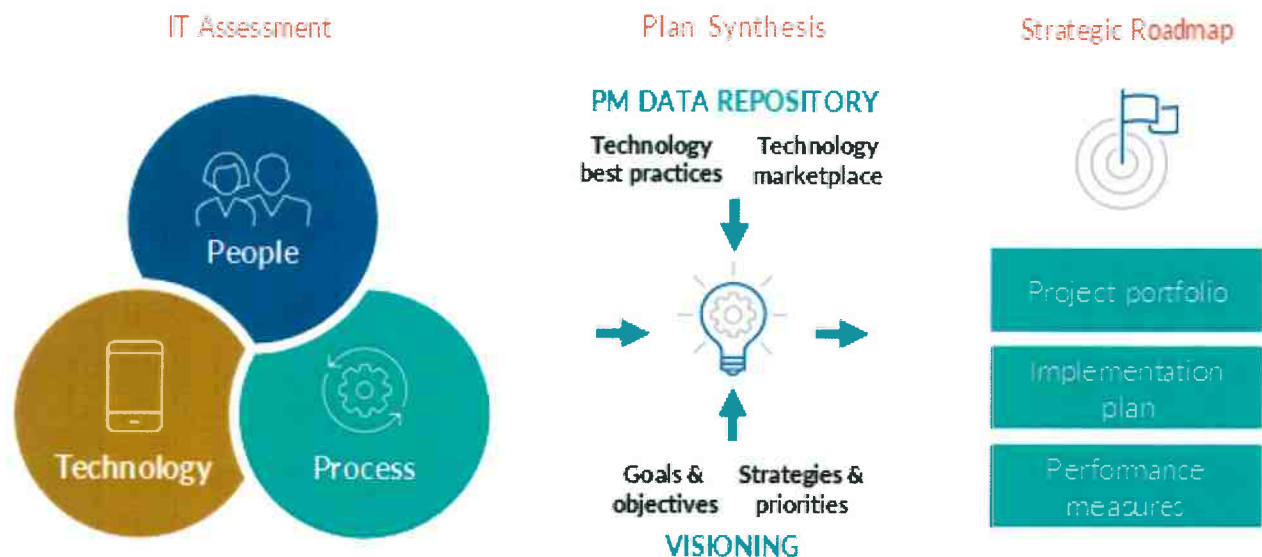 IT Assessment
People
Technology
Process
Plan Synthesis
PM DATA REPOSITORY
Technology
best practices
Technology
marketplace
Goals &
objectives
Strategies &
priorities
VISIONING
Strategic Roadmap
Project portfolio
Implementation
plan
Performance
measures